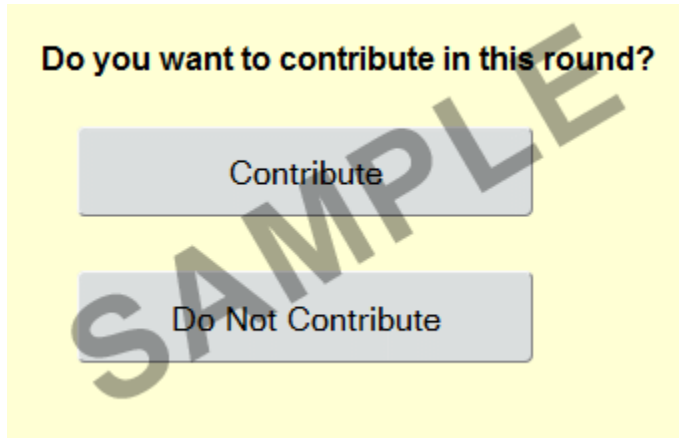 Do you want to contribute in this round?
Contribute
Do Not Contribute
SAMPLE